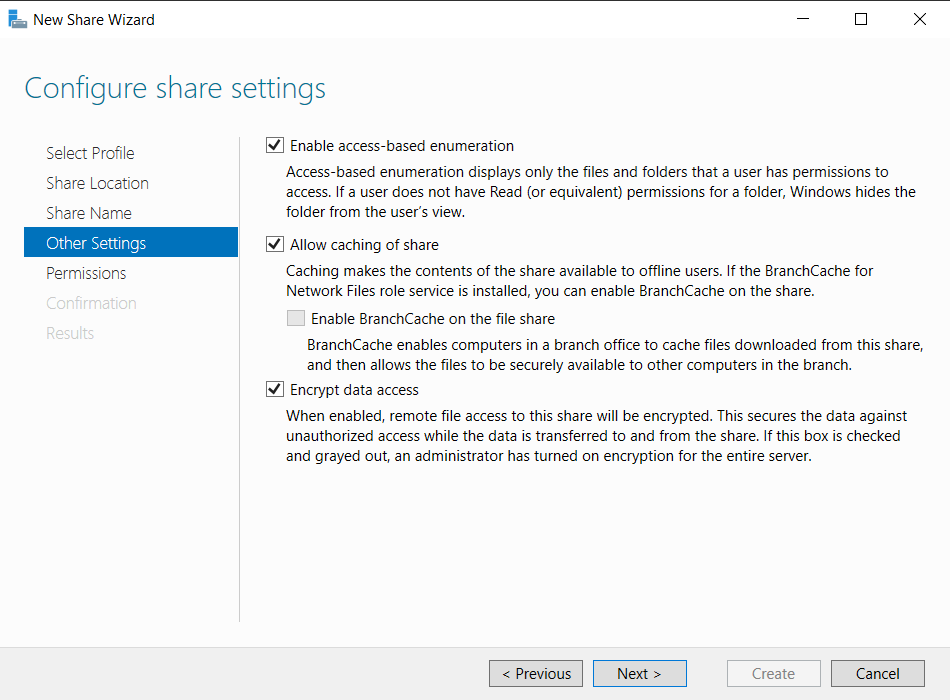 New Share Wizard
Configure share settings
Select Profile
Share Location
Share Name
Other Settings
Permissions
Confirmation
Results
Enable access-based enumeration
Access-based enumeration displays only the files and folders that a user has permissions to
access. If a user does not have Read (or equivalent) permissions for a folder, Windows hides the
folder from the user's view.
Allow caching of share
Caching makes the contents of the share available to offline users. If the BranchCache for
Network Files role service is installed, you can enable BranchCache on the share.
Enable BranchCache on the file share
BranchCache enables computers in a branch office to cache files downloaded from this share,
and then allows the files to be securely available to other computers in the branch.
Encrypt data access
When enabled, remote file access to this share will be encrypted. This secures the data against
unauthorized access while the data is transferred to and from the share. If this box is checked
and grayed out, an administrator has turned on encryption for the entire server.
< Previous
Next >
Create
Cancel